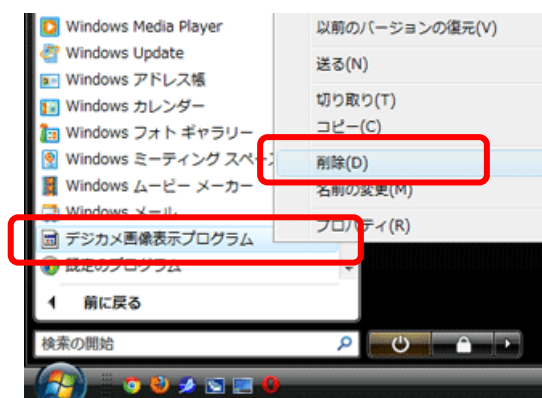 Windows Media Player
Windows Update
Windows アドレス帳
Windows カレンダー
Windows フォト ギャラリー
Windows ミーティング スペース
Windows ムービー メーカー
Windows メール
デジカメ画像表示プログラム
既定のプログラム
前に戻る
検索の開始
以前のバージョンの復元(V)
送る(N)
切り取り(T)
コピー(C)
削除(D)
名前の変更(M)
プロパティ(R)